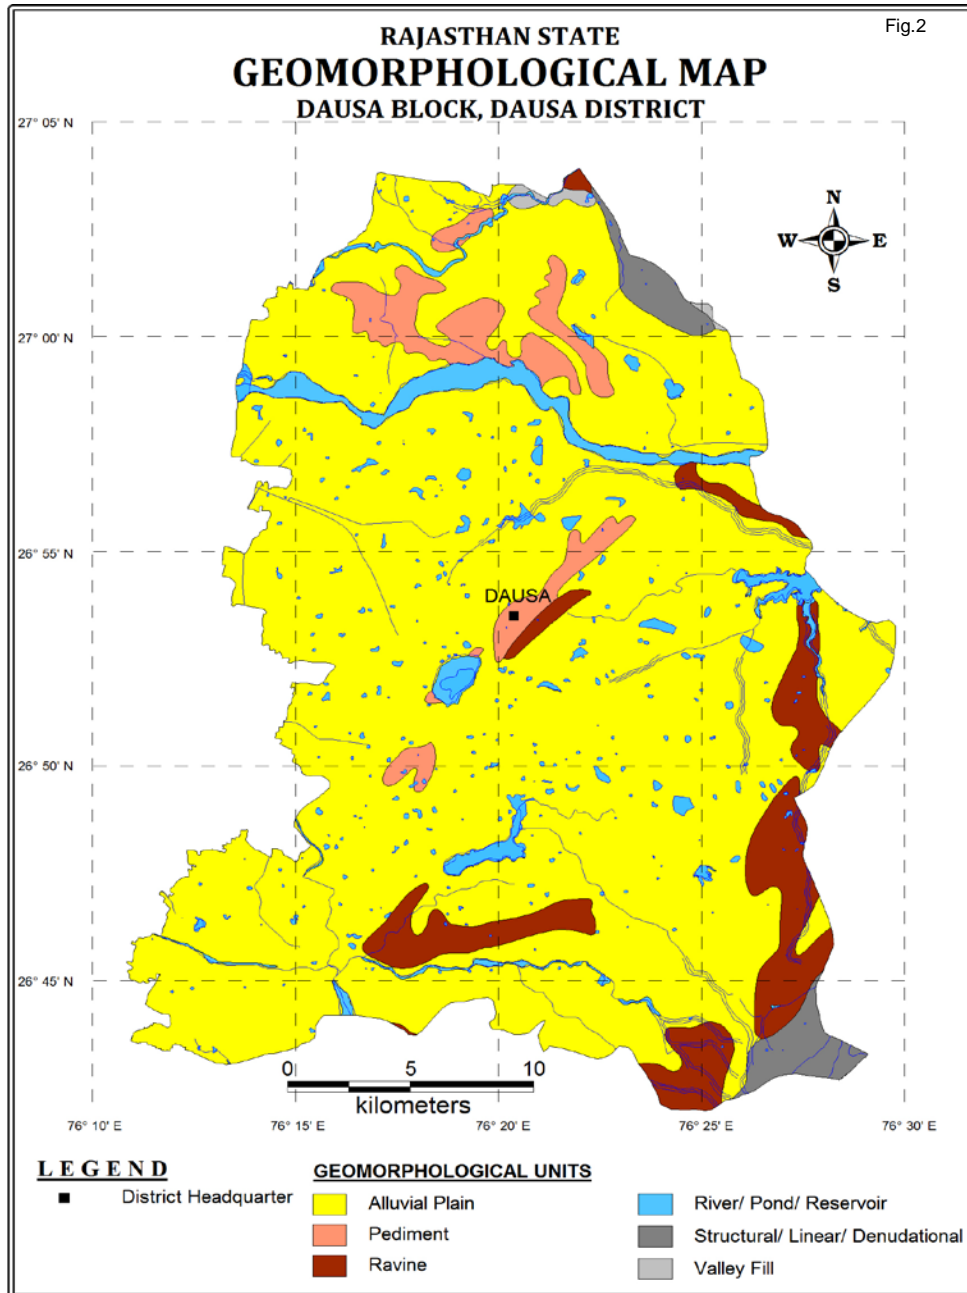 Fig.2
RAJASTHAN STATE
GEOMORPHOLOGICAL MAP
DAUSA BLOCK, DAUSA DISTRICT
27° 05' N
N
W E
S
27° 00' N
26° 55' N
DAUSA
26° 50' N
26° 45' N
0 5 10
kilometers
76° 10' E 76° 15' E 76° 20' E 76° 25' E 76° 30' E
LEGEND
District Headquarter
GEOMORPHOLOGICAL UNITS
Alluvial Plain
Pediment
Ravine
River/ Pond/ Reservoir
Structural/ Linear/ Denudational
Valley Fill